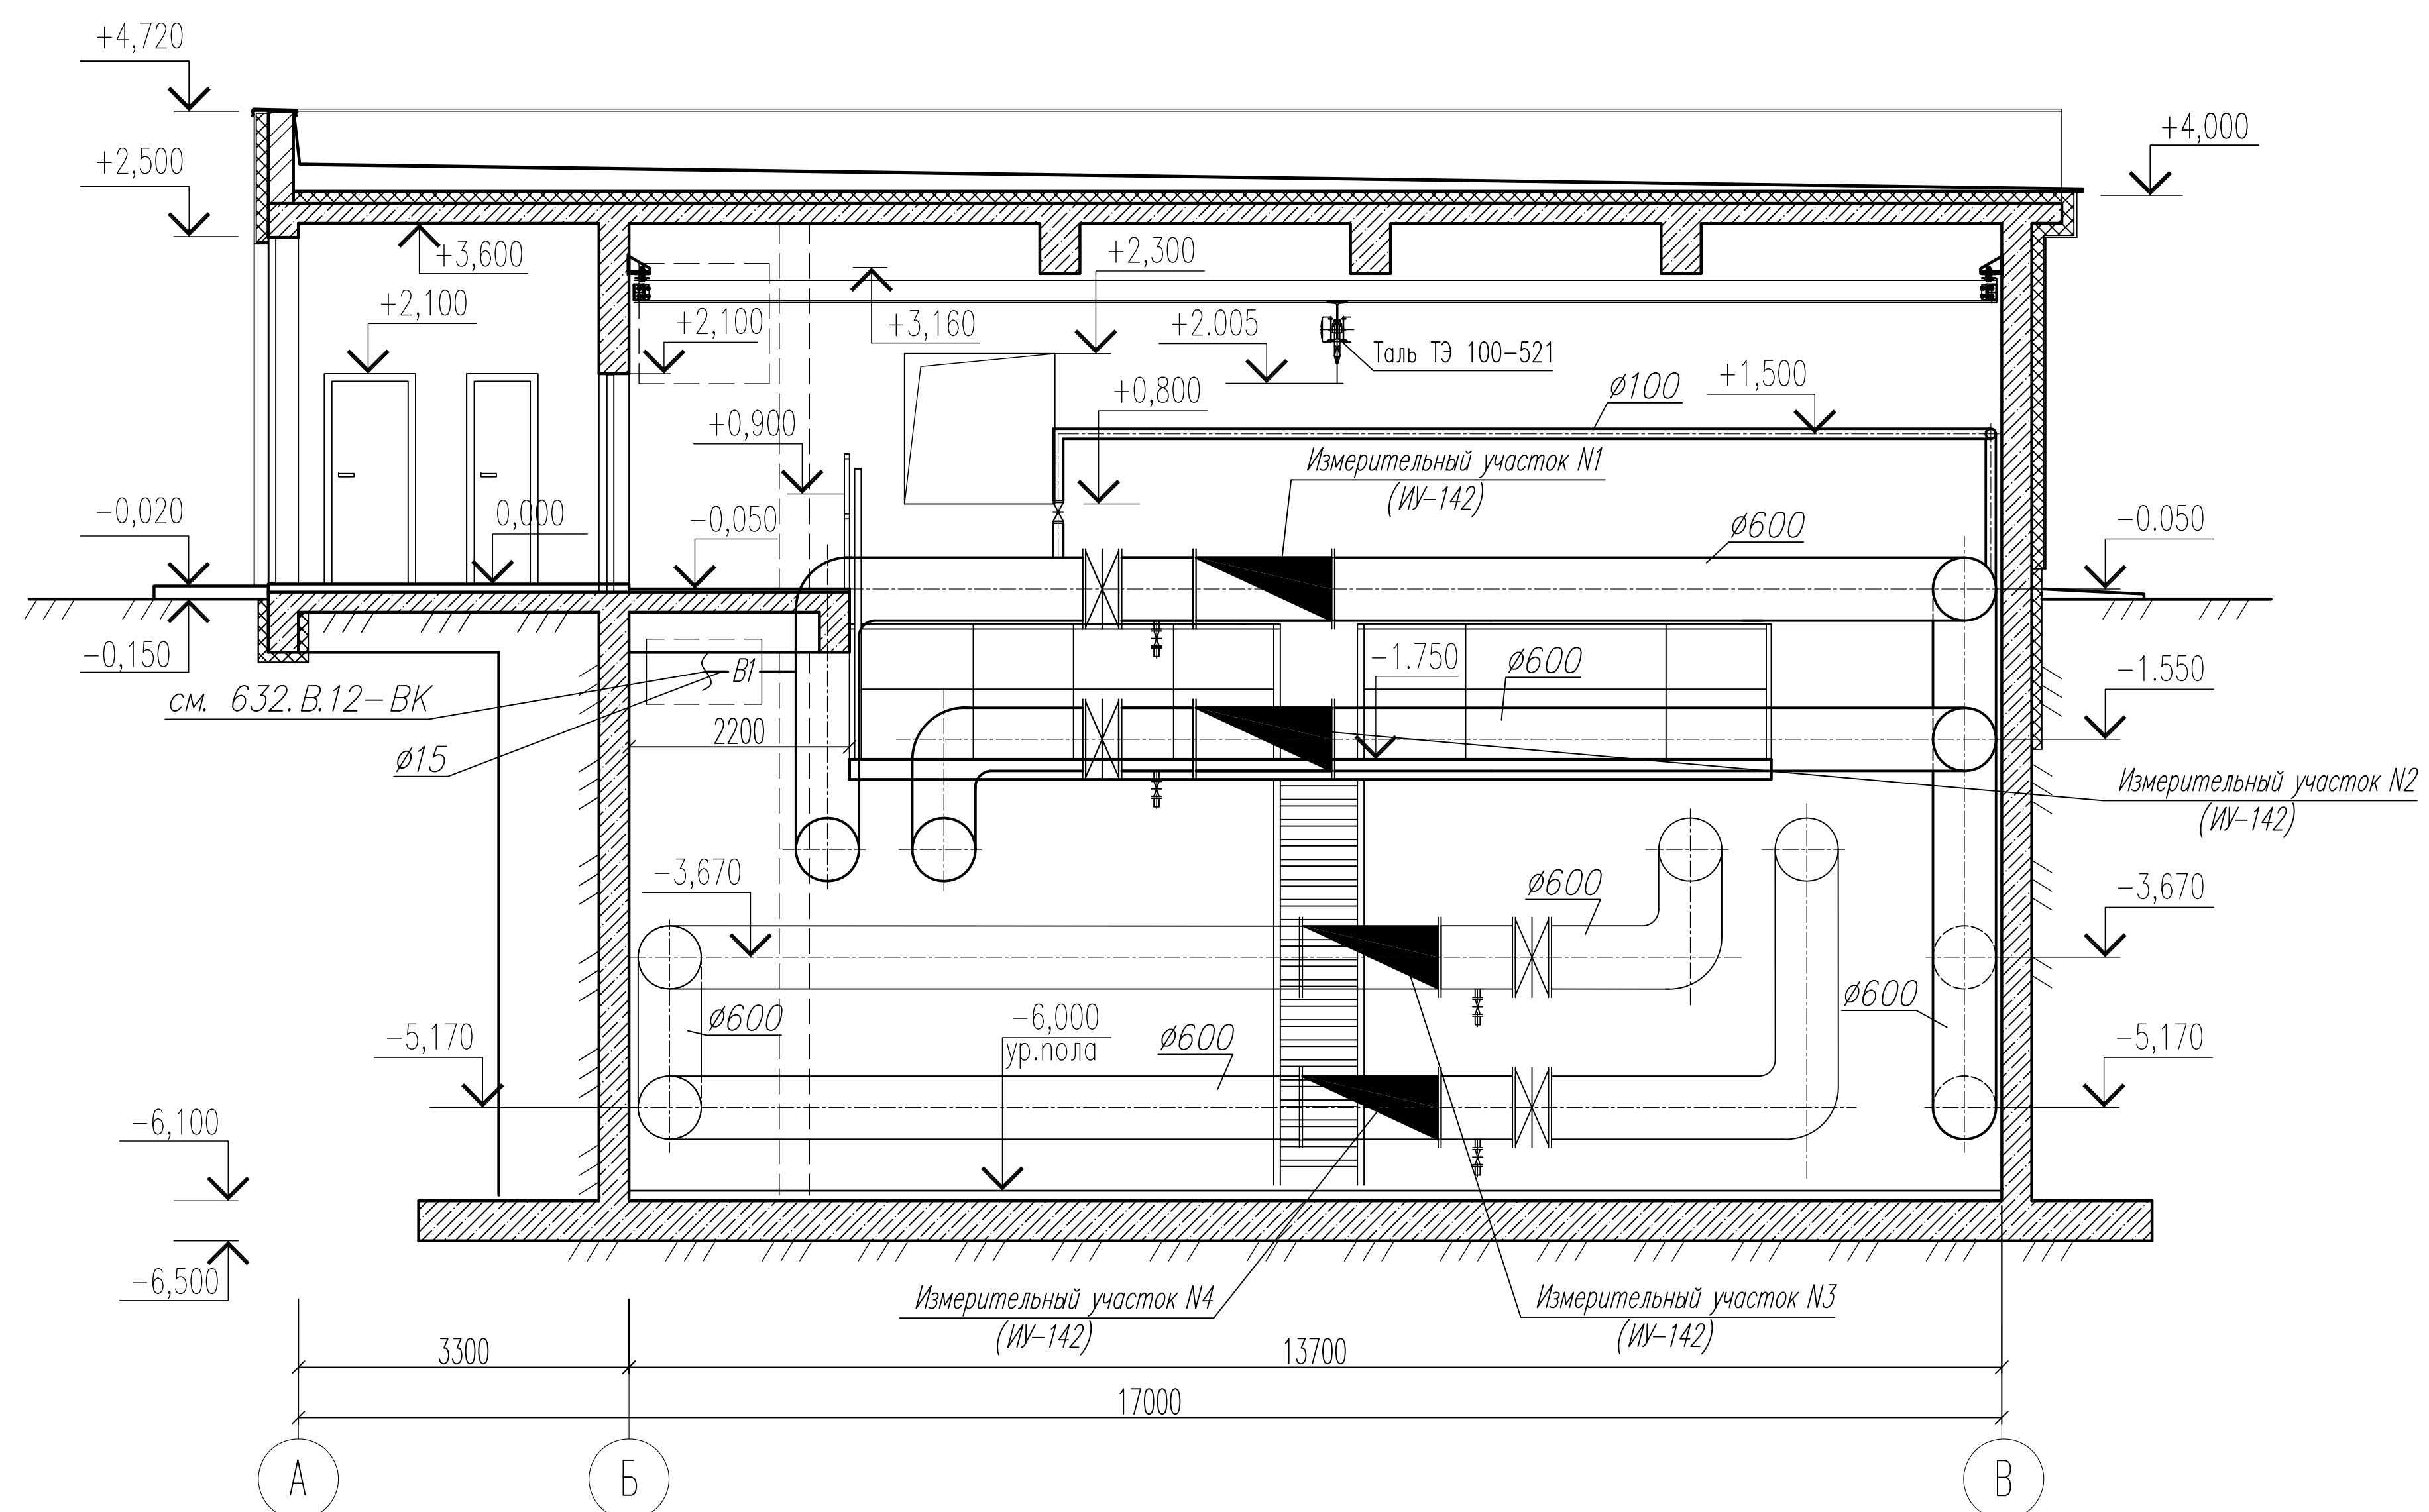 +4,720
+4,000
+2,500
+3,600
+2,300
+2,100
+2,100
+3,160
+2.005
Таль ТЭ 100-521
+0,900
+0,800
ø100
+1,500
Измерительный участок N1
(ИУ-142)
-0,020
0,000
-0,050
ø600
-0.050
-0,150
В1
-1.750
ø600
-1.550
см. 632.В.12-ВК
2200
ø15
Измерительный участок N2
(ИУ-142)
-3,670
ø600
-3,670
ø600
ø600
-5,170
-6,000
ур.пола
ø600
-5,170
-6,100
-6,500
Измерительный участок N4
(ИУ-142)
Измерительный участок N3
(ИУ-142)
3300
13700
17000
А
Б
В